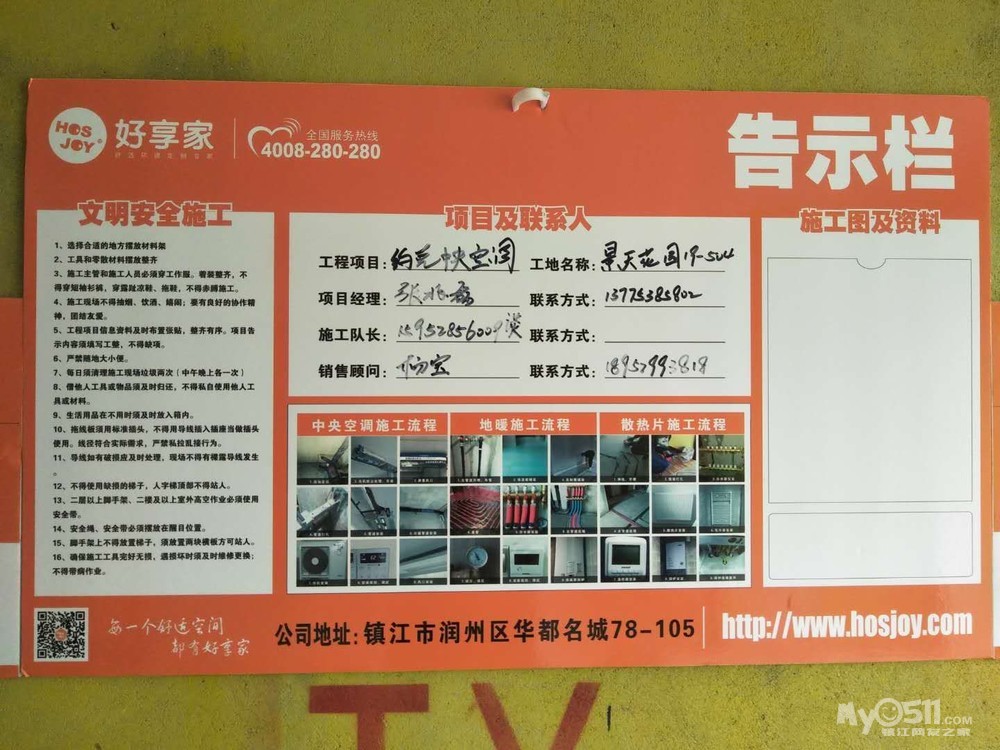 HOS JOY
好享家
全国服务热线
4008-280-280
告示栏
文明安全施工
1、选择合适的地方摆放材料架
2、工具和零散材料摆放整齐
3、施工主管和施工人员必须穿工作服。着装整齐，不
得穿短袖衫裤，穿露趾凉鞋、拖鞋，不得赤膊施工。
4、施工现场不得抽烟、饮酒、嬉闹；要有良好的协作精
神，团结友爱。
5、工程项目信息资料及时布置张贴，整齐有序。项目告
示内容须填写工整，不得缺项。
6、严禁随地大小便。
7、每日须清理施工现场垃圾两次（中午晚上各一次）
8、借他人工具或物品须及时归还，不得私自使用他人工
具或材料。
9、生活用品在不用时须及时放入箱内。
10、拖线板须用标准插头，不得用导线插入插座当做插头
使用。线径符合实际需求，严禁私拉乱接行为。
11、导线如有破损应及时处理，现场不得有裸露导线发生
。
12、不得使用缺损的梯子，人字梯顶部不得站人。
13、二层以上脚手架、二楼及以上室外高空作业必须使用
安全带。
14、安全绳、安全带必须摆放在醒目位置。
15、脚手架上不得放置梯子，须放置两块横板方可站人。
16、确保施工工具完好无损，遇损坏时须及时维修更换；
不得带病作业。
项目及联系人
工程项目: 约克中央空调
工地名称: 景天花园19-504
项目经理: 张
联系方式: 13775385802
施工队长: 15952856009
联系方式:
销售顾问: 杨宝
联系方式: 18952993818
中央空调施工流程
地暖施工流程
散热片施工流程
施工图及资料
每一个舒适空间
都有好享家
公司地址: 镇江市润州区华都名城78-105
http://www.hosjoy.com
TY
My0511.COM
镇江网友之家